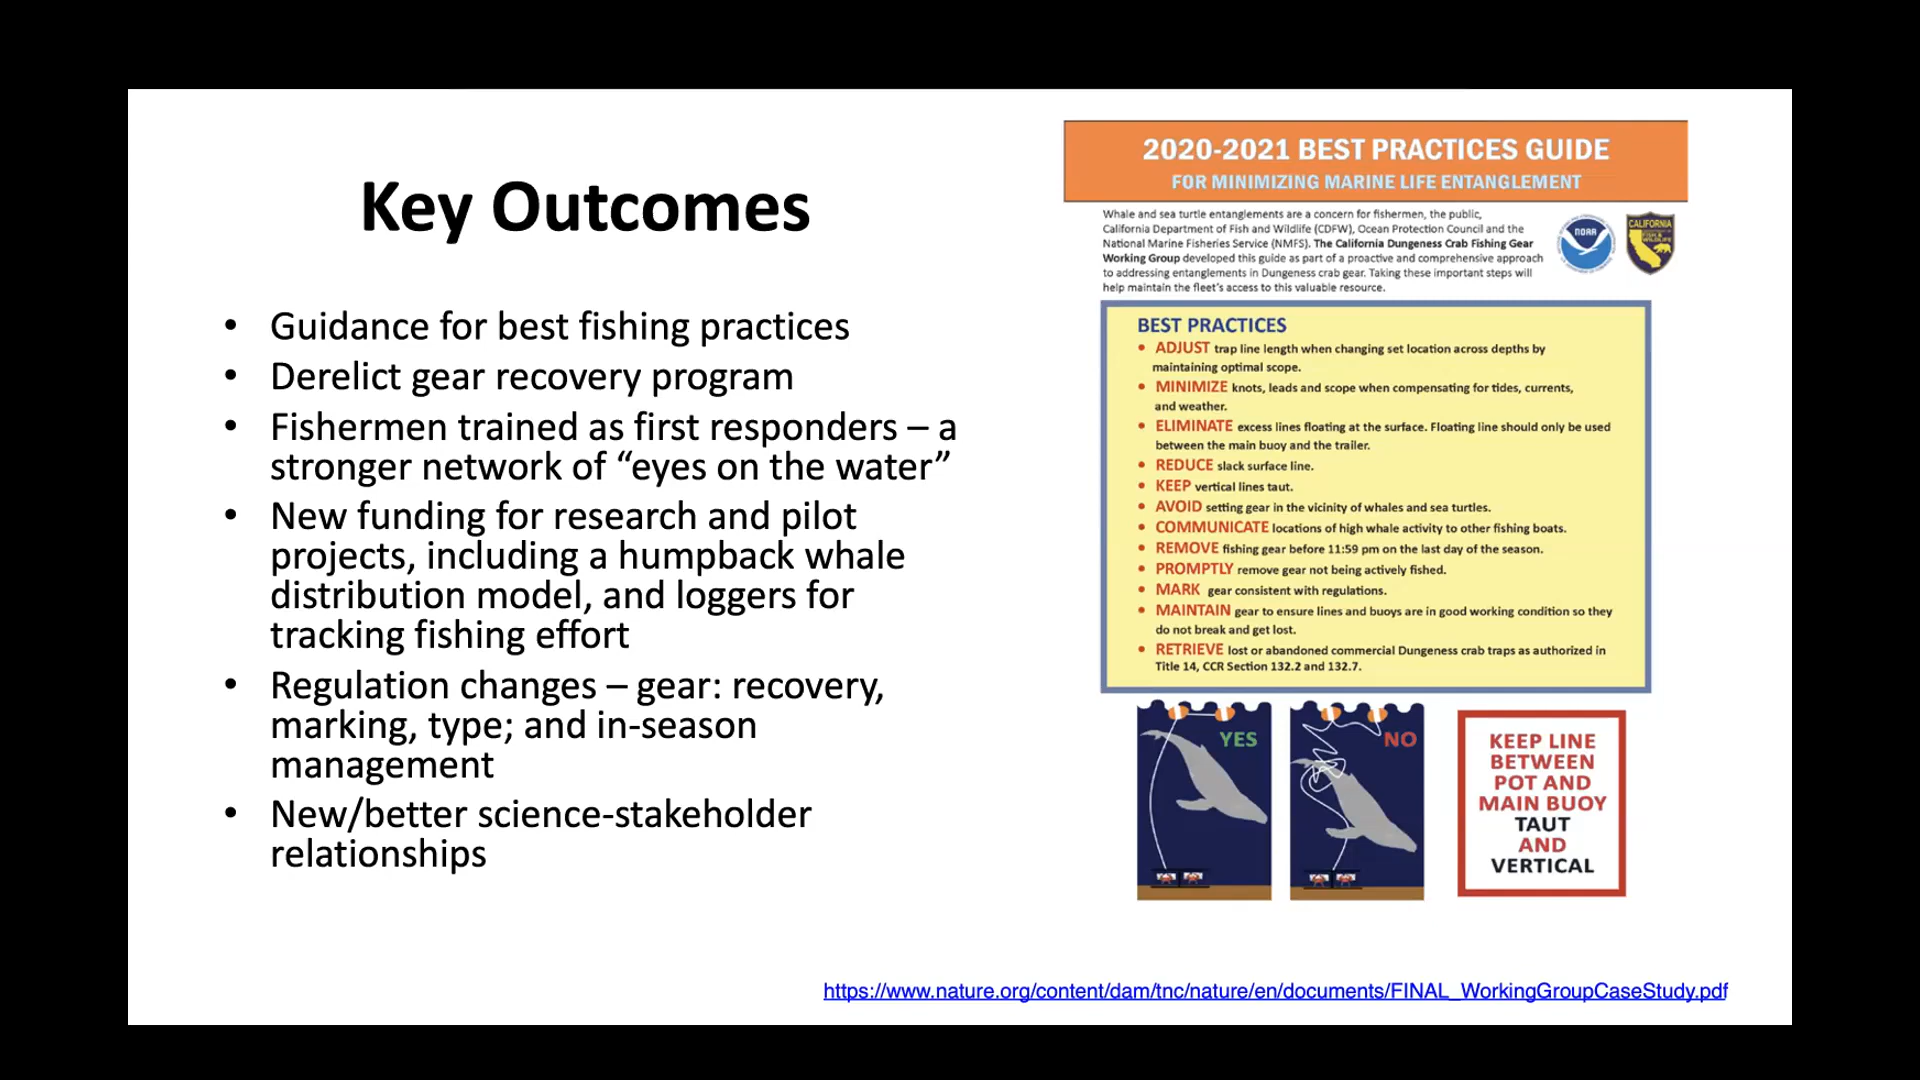 Key Outcomes
• Guidance for best fishing practices
• Derelict gear recovery program
• Fishermen trained as first responders – a
stronger network of “eyes on the water”
• New funding for research and pilot
projects, including a humpback whale
distribution model, and loggers for
tracking fishing effort
• Regulation changes – gear: recovery,
marking, type; and in-season
management
• New/better science-stakeholder
relationships
2020-2021 BEST PRACTICES GUIDE
FOR MINIMIZING MARINE LIFE ENTANGLEMENT
Whale and sea turtle entanglements are a concern for fishermen, the public,
California Department of Fish and Wildlife (CDFW), Ocean Protection Council and the
National Marine Fisheries Service (NMFS). The California Dungeness Crab Fishing Gear
Working Group developed this guide as part of a proactive and comprehensive approach
to addressing entanglements in Dungeness crab gear. Taking these important steps will
help maintain the fleet's access to this valuable resource.
NOAA
CALIFORNIA
BEST PRACTICES
• ADJUST trap line length when changing set location across depths by
maintaining optimal scope.
• MINIMIZE knots, leads and scope when compensating for tides, currents,
and weather.
• ELIMINATE excess lines floating at the surface. Floating line should only be used
between the main buoy and the trailer.
• REDUCE slack surface line.
• KEEP vertical lines taut.
• AVOID setting gear in the vicinity of whales and sea turtles.
• COMMUNICATE locations of high whale activity to other fishing boats.
• REMOVE fishing gear before 11:59 pm on the last day of the season.
• PROMPTLY remove gear not being actively fished.
• MARK gear consistent with regulations.
• MAINTAIN gear to ensure lines and buoys are in good working condition so they
do not break and get lost.
• RETRIEVE lost or abandoned commercial Dungeness crab traps as authorized in
Title 14, CCR Section 132.2 and 132.7.
YES
NO
KEEP LINE
BETWEEN
POT AND
MAIN BUOY
TAUT
AND
VERTICAL
https://www.nature.org/content/dam/tnc/nature/en/documents/FINAL_WorkingGroupCaseStudy.pdf